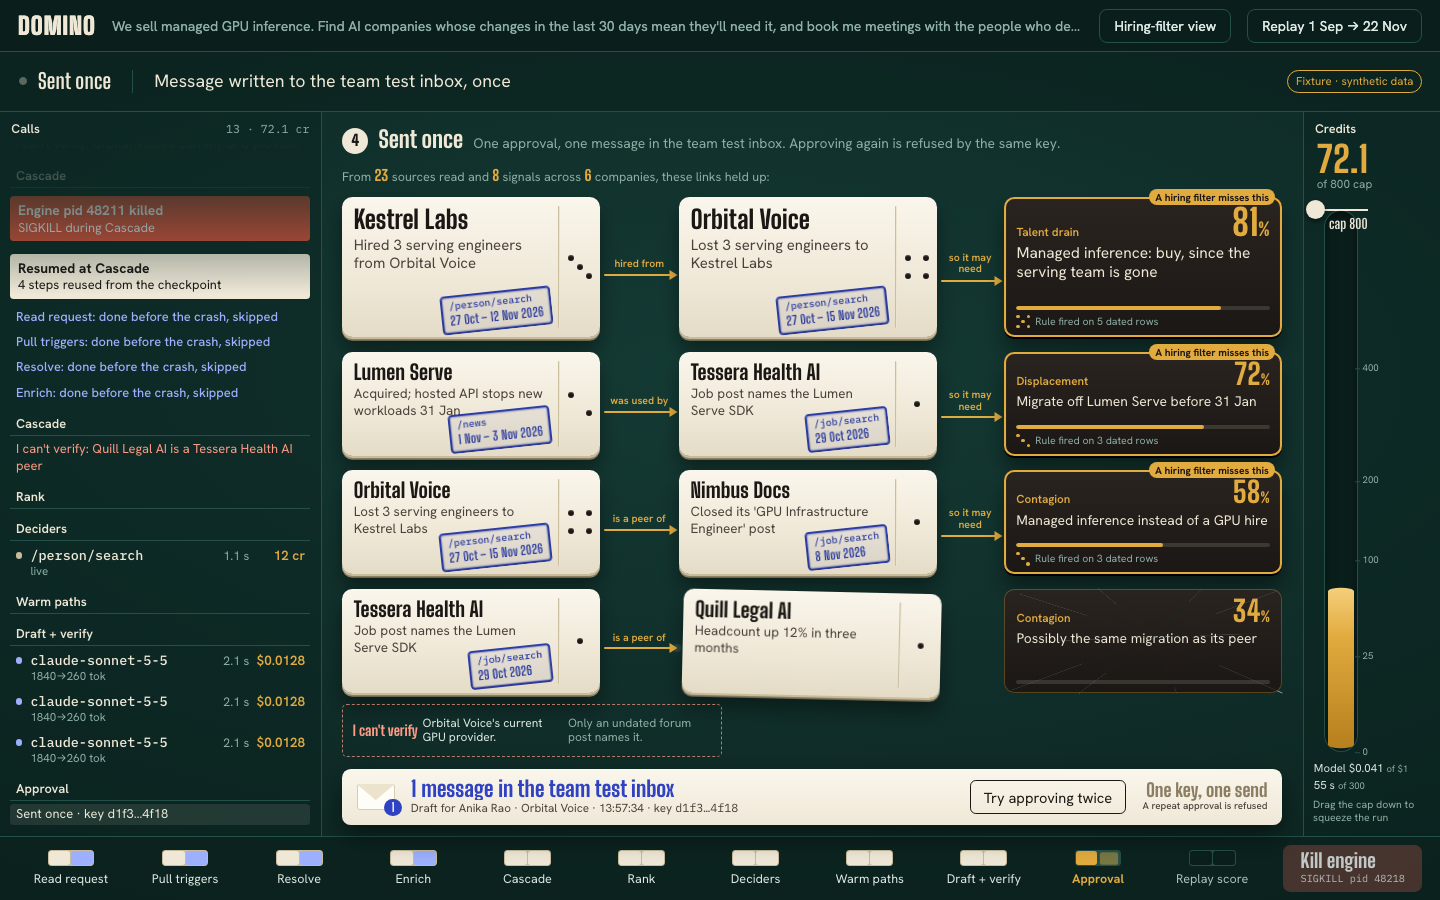 DOMINO
We sell managed GPU inference. Find AI companies whose changes in the last 30 days mean they'll need it, and book me meetings with the people who de...
Hiring-filter view
Replay 1 Sep → 22 Nov
Sent once
Message written to the team test inbox, once
Fixture · synthetic data
Calls
13 · 72.1 cr
Cascade
Engine pid 48211 killed
SIGKILL during Cascade
Resumed at Cascade
4 steps reused from the checkpoint
Read request: done before the crash, skipped
Pull triggers: done before the crash, skipped
Resolve: done before the crash, skipped
Enrich: done before the crash, skipped
Cascade
I can't verify: Quill Legal AI is a Tessera Health AI
peer
Rank
Deciders
/person/search 1.1 s 12 cr
live
Warm paths
Draft + verify
claude-sonnet-5-5 2.1 s $0.0128
1840→260 tok
claude-sonnet-5-5 2.1 s $0.0128
1840→260 tok
claude-sonnet-5-5 2.1 s $0.0128
1840→260 tok
Approval
Sent once · key d1f3…4f18
4 Sent once
One approval, one message in the team test inbox. Approving again is refused by the same key.
From 23 sources read and 8 signals across 6 companies, these links held up:
Kestrel Labs
Hired 3 serving engineers
from Orbital Voice
/person/search
27 Oct – 12 Nov 2026
hired from
Orbital Voice
Lost 3 serving engineers to
Kestrel Labs
/person/search
27 Oct – 15 Nov 2026
so it may
need
A hiring filter misses this
Talent drain
81%
Managed inference: buy, since the
serving team is gone
Rule fired on 5 dated rows
Lumen Serve
Acquired; hosted API stops new
workloads 31 Jan
/news
1 Nov – 3 Nov 2026
was used by
Tessera Health AI
Job post names the Lumen
Serve SDK
/job/search
29 Oct 2026
so it may
need
A hiring filter misses this
Displacement
72%
Migrate off Lumen Serve before 31 Jan
Rule fired on 3 dated rows
Orbital Voice
Lost 3 serving engineers to
Kestrel Labs
/person/search
27 Oct – 15 Nov 2026
is a peer of
Nimbus Docs
Closed its 'GPU Infrastructure
Engineer' post
/job/search
8 Nov 2026
so it may
need
A hiring filter misses this
Contagion
58%
Managed inference instead of a GPU hire
Rule fired on 3 dated rows
Tessera Health AI
Job post names the Lumen
Serve SDK
/job/search
29 Oct 2026
is a peer of
Quill Legal AI
Headcount up 12% in three
months
Contagion
34%
Possibly the same migration as its peer
I can't verify
Orbital Voice's current
GPU provider.
Only an undated forum
post names it.
1 message in the team test inbox
Draft for Anika Rao · Orbital Voice · 13:57:34 · key d1f3…4f18
Try approving twice
One key, one send
A repeat approval is refused
Credits
72.1
of 800 cap
cap 800
400
200
100
25
0
Model $0.041 of $1
55 s of 300
Drag the cap down to
squeeze the run
Read request
Pull triggers
Resolve
Enrich
Cascade
Rank
Deciders
Warm paths
Draft + verify
Approval
Replay score
Kill engine
SIGKILL pid 48218